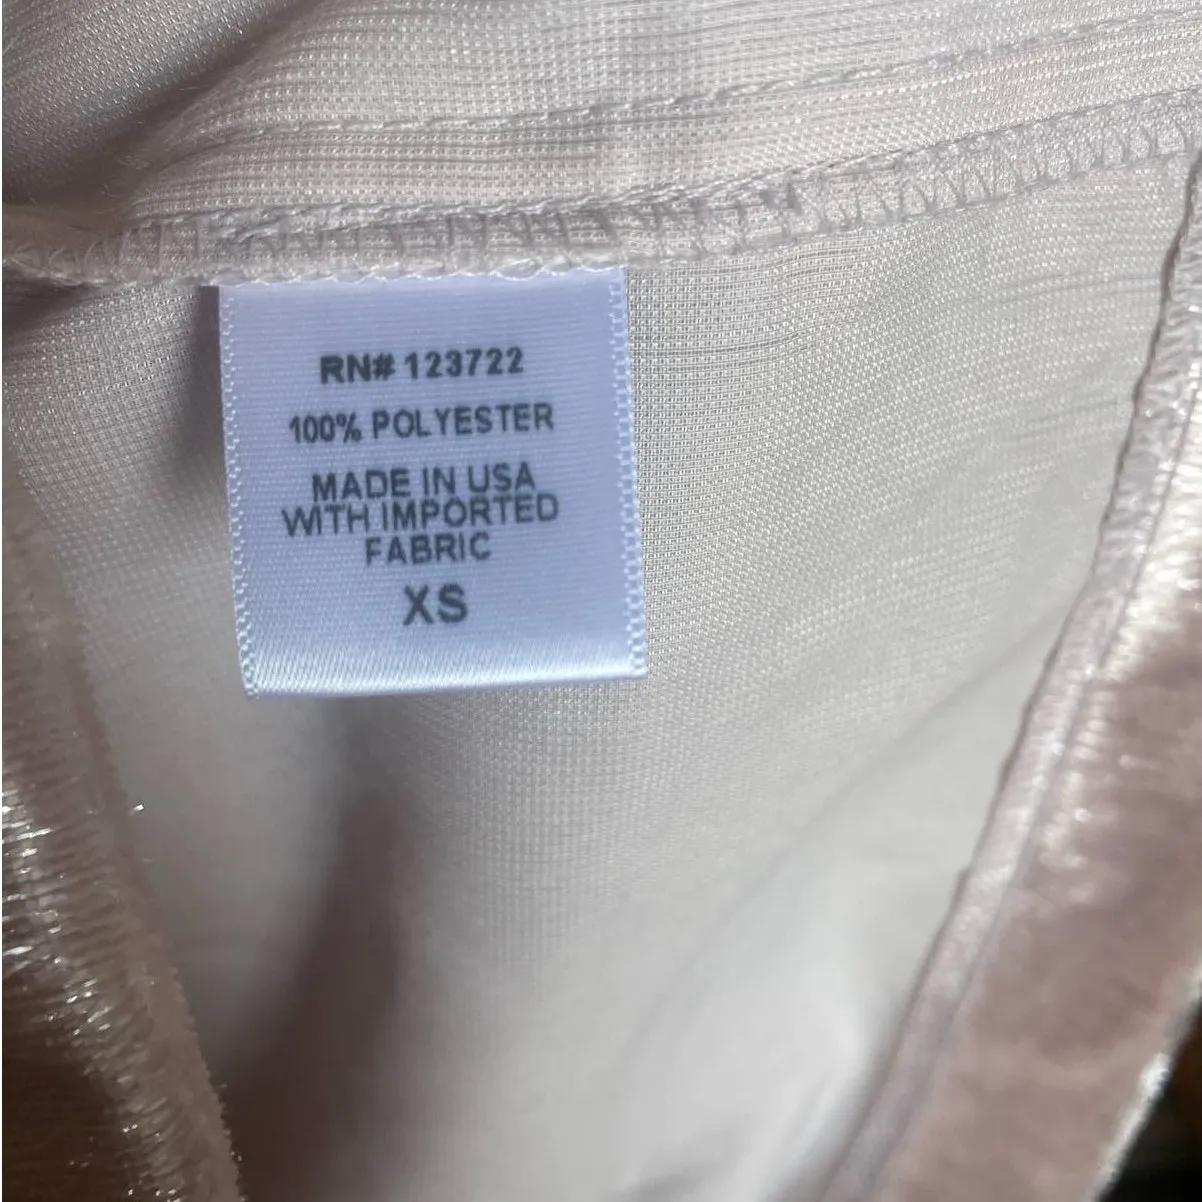 RN# 123722
100% POLYESTER
MADE IN USA
WITH IMPORTED
FABRIC
XS